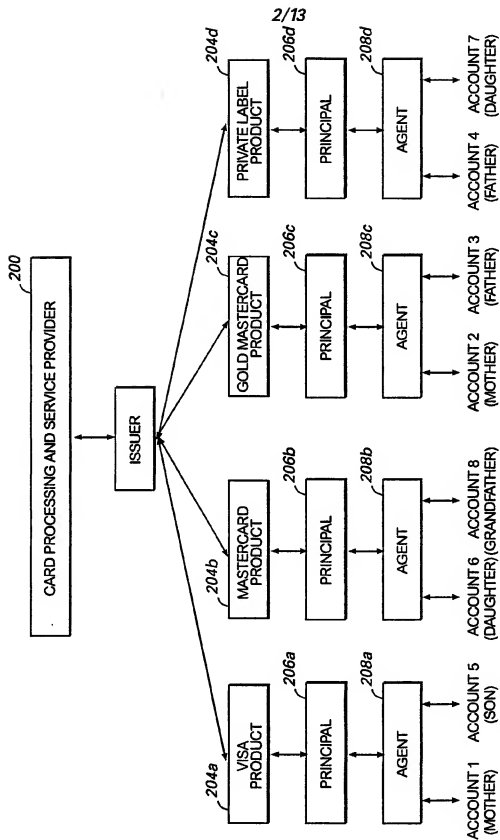 2/13
200
CARD PROCESSING AND SERVICE PROVIDER
ISSUER
204a
VISA
PRODUCT
204b
MASTERCARD
PRODUCT
204c
GOLD MASTERCARD
PRODUCT
204d
PRIVATE LABEL
PRODUCT
206a
PRINCIPAL
206b
PRINCIPAL
206c
PRINCIPAL
206d
PRINCIPAL
208a
AGENT
208b
AGENT
208c
AGENT
208d
AGENT
ACCOUNT 1
(MOTHER)
ACCOUNT 5
(SON)
ACCOUNT 6
(DAUGHTER)
ACCOUNT 8
(GRANDFATHER)
ACCOUNT 2
(MOTHER)
ACCOUNT 3
(FATHER)
ACCOUNT 4
(FATHER)
ACCOUNT 7
(DAUGHTER)